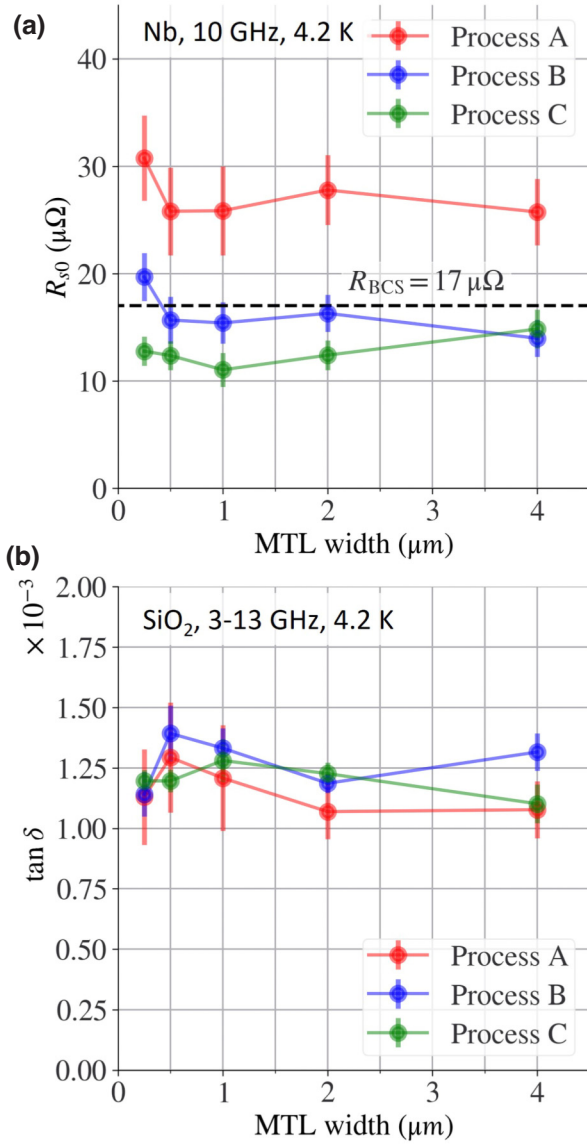 (a)
Nb, 10 GHz, 4.2 K
Process A
Process B
Process C
R_BCS = 17 μΩ
R_s0 (μΩ)
40
30
20
10
0
0 1 2 3 4
MTL width (μm)
(b)
×10⁻³
SiO₂, 3-13 GHz, 4.2 K
2.00
1.75
1.50
1.25
1.00
0.75
0.50
0.25
0.00
tan δ
Process A
Process B
Process C
0 1 2 3 4
MTL width (μm)